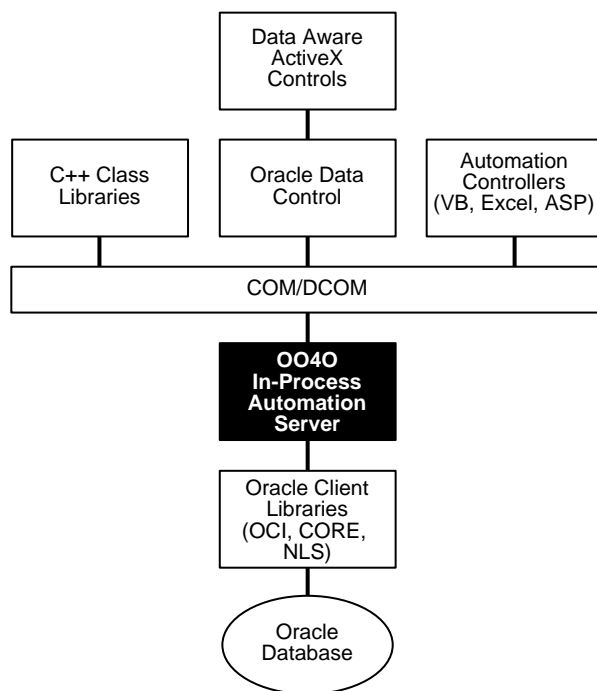 Data Aware
ActiveX
Controls
C++ Class
Libraries
Oracle Data
Control
Automation
Controllers
(VB, Excel, ASP)
COM/DCOM
OO4O
In-Process
Automation
Server
Oracle Client
Libraries
(OCI, CORE,
NLS)
Oracle
Database